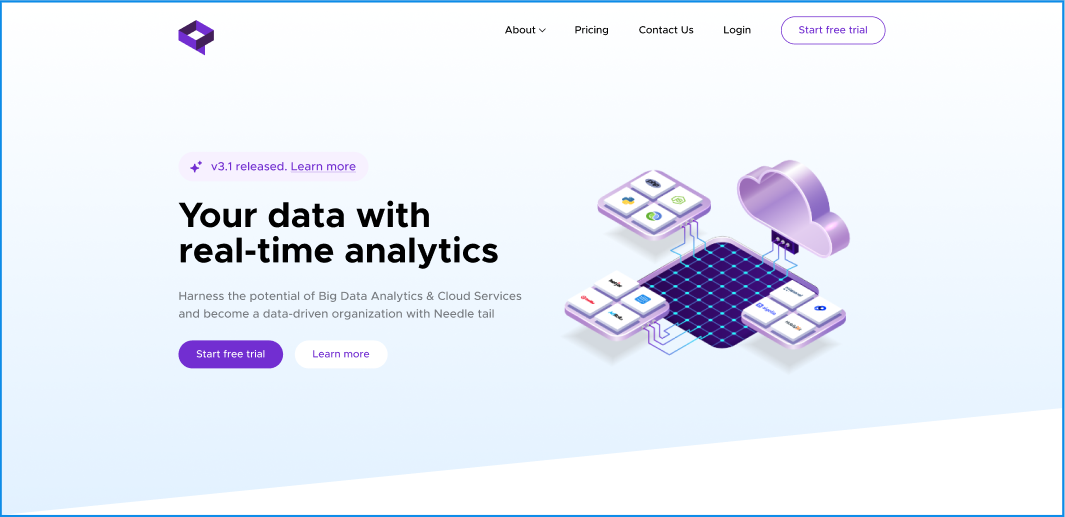 About
Pricing
Contact Us
Login
Start free trial
v3.1 released. Learn more
Your data with
real-time analytics
Harness the potential of Big Data Analytics & Cloud Services
and become a data-driven organization with Needle tail
Start free trial
Learn more